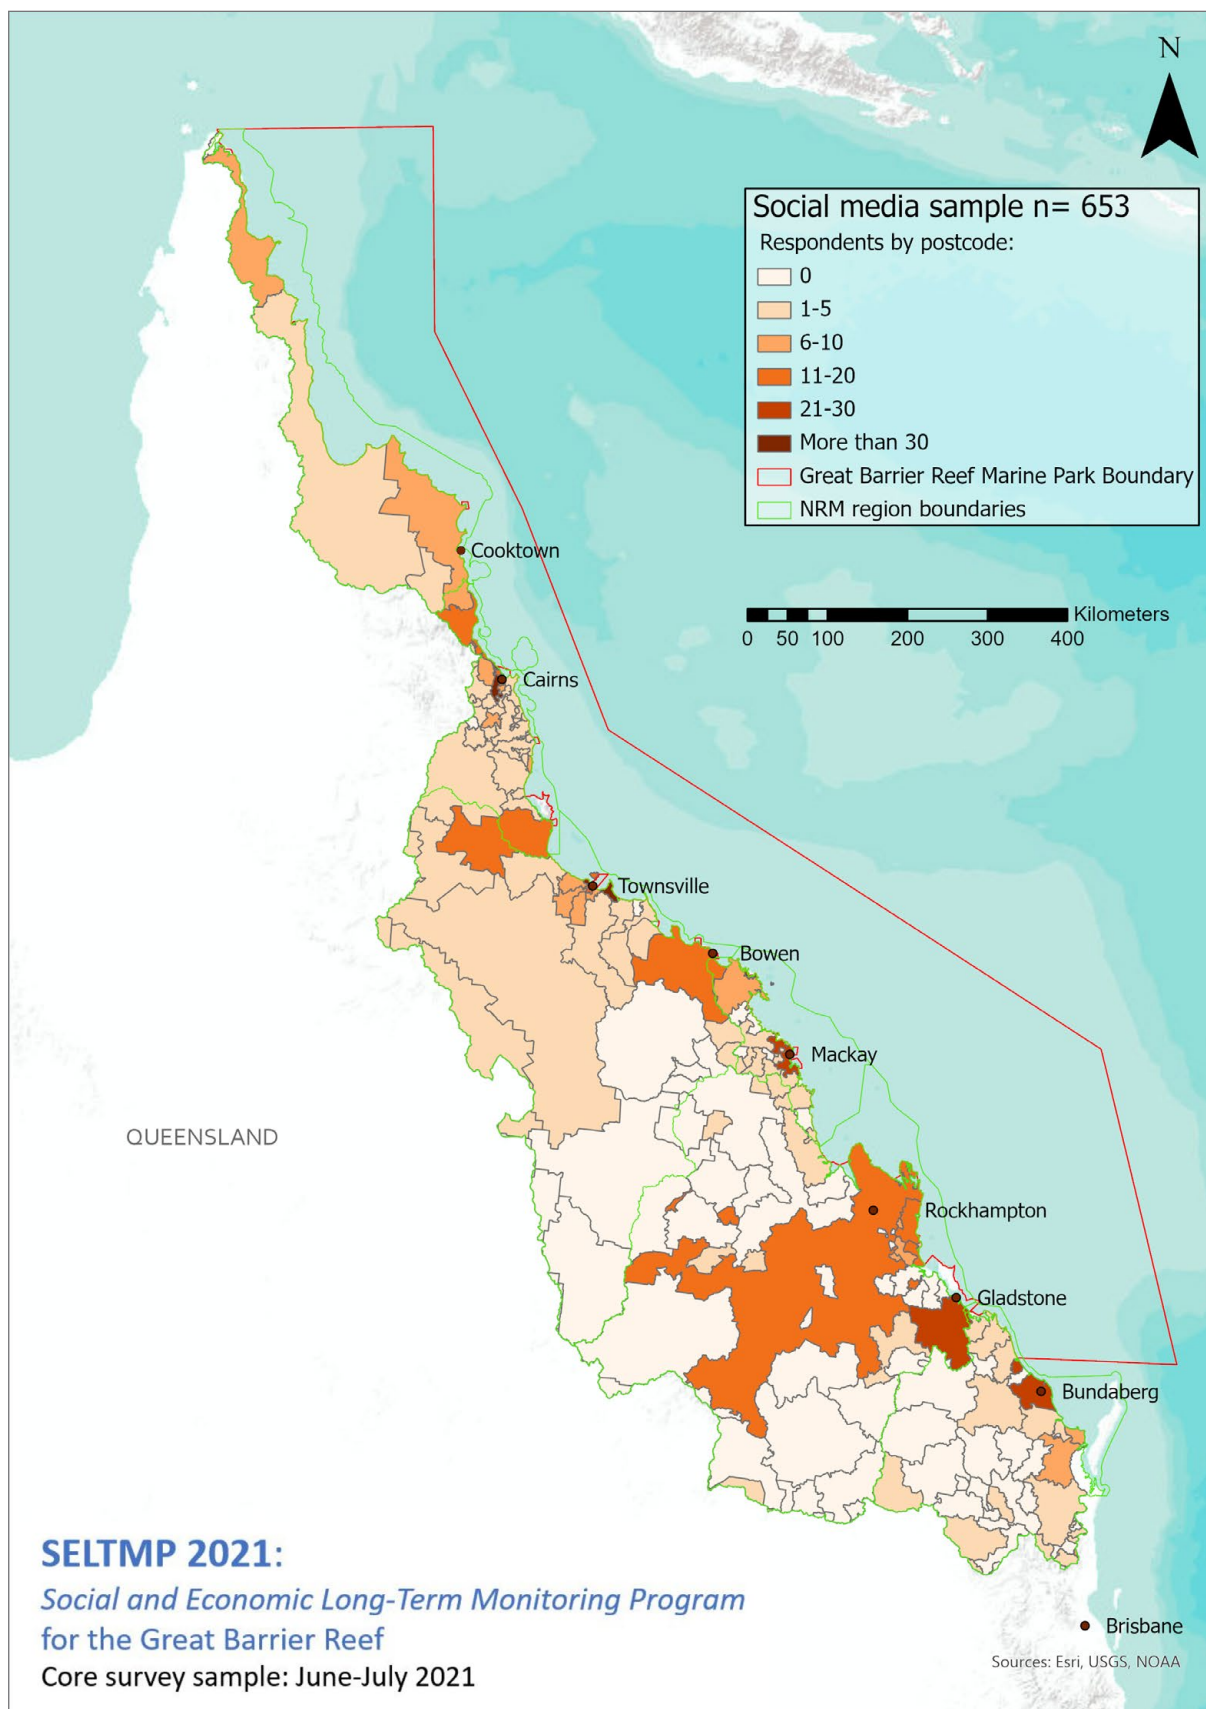 N
Social media sample n= 653
Respondents by postcode:
0
1-5
6-10
11-20
21-30
More than 30
Great Barrier Reef Marine Park Boundary
NRM region boundaries
Cooktown
Kilometers
0 50 100 200 300 400
Cairns
Townsville
Bowen
Mackay
QUEENSLAND
Rockhampton
Gladstone
Bundaberg
SELTMP 2021:
Social and Economic Long-Term Monitoring Program
for the Great Barrier Reef
Core survey sample: June-July 2021
Brisbane
Sources: Esri, USGS, NOAA